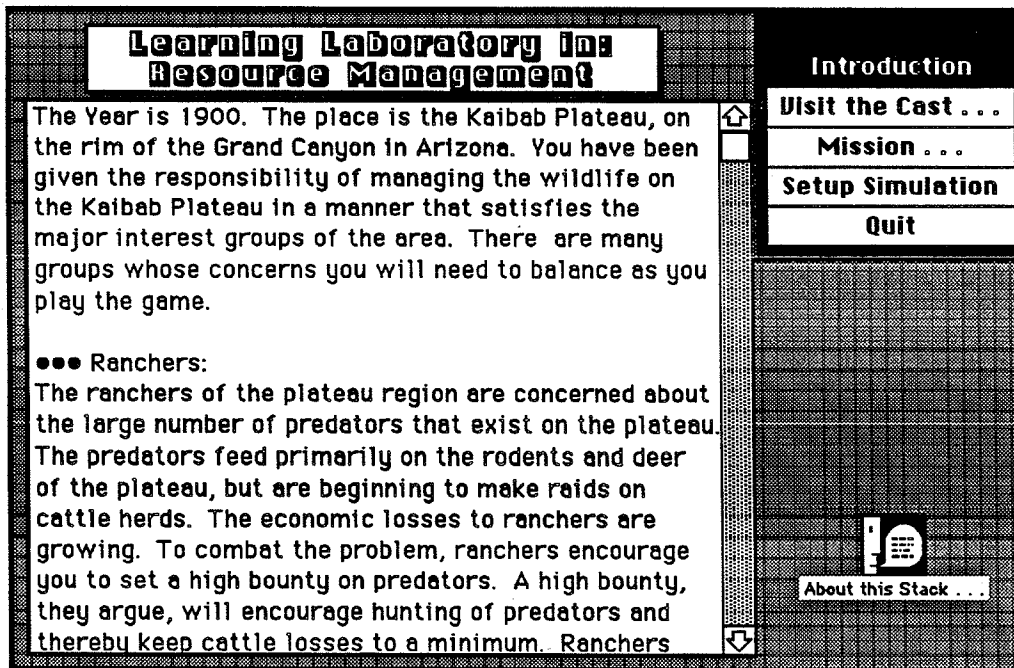 Learning Laboratory in:
Resource Management
The Year is 1900. The place is the Kaibab Plateau, on
the rim of the Grand Canyon in Arizona. You have been
given the responsibility of managing the wildlife on
the Kaibab Plateau in a manner that satisfies the
major interest groups of the area. There are many
groups whose concerns you will need to balance as you
play the game.
●●● Ranchers:
The ranchers of the plateau region are concerned about
the large number of predators that exist on the plateau.
The predators feed primarily on the rodents and deer
of the plateau, but are beginning to make raids on
cattle herds. The economic losses to ranchers are
growing. To combat the problem, ranchers encourage
you to set a high bounty on predators. A high bounty,
they argue, will encourage hunting of predators and
thereby keep cattle losses to a minimum. Ranchers
Introduction
Visit the Cast . . .
Mission . . .
Setup Simulation
Quit
About this Stack . . .